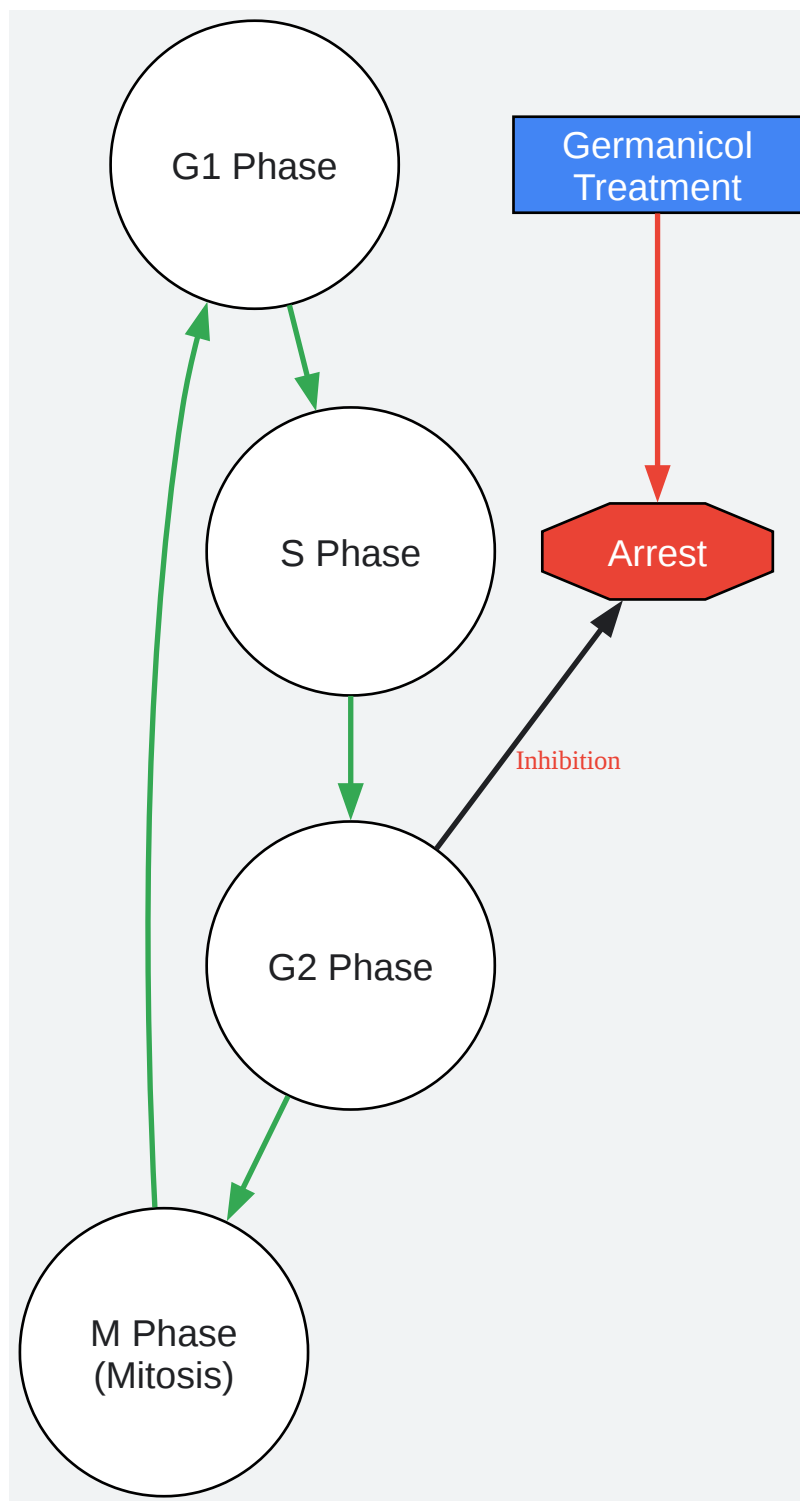 G1 Phase
Germanicol
Treatment
S Phase
Arrest
Inhibition
G2 Phase
M Phase
(Mitosis)